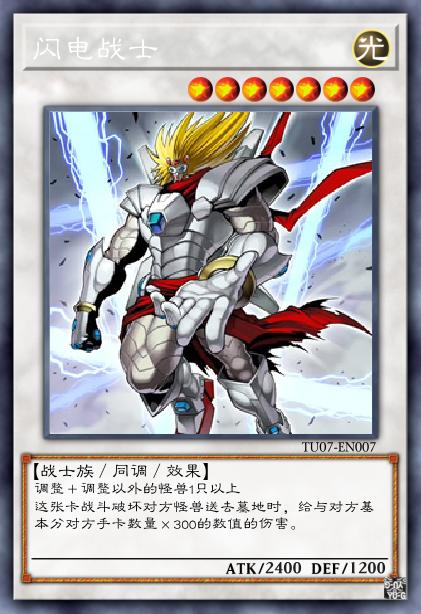 闪电战士
光
TU07-EN007
【战士族／同调／效果】
调整＋调整以外的怪兽1只以上
这张卡战斗破坏对方怪兽送去墓地时，给与对方基
本分对方手卡数量×300的数值的伤害。
ATK/2400 DEF/1200